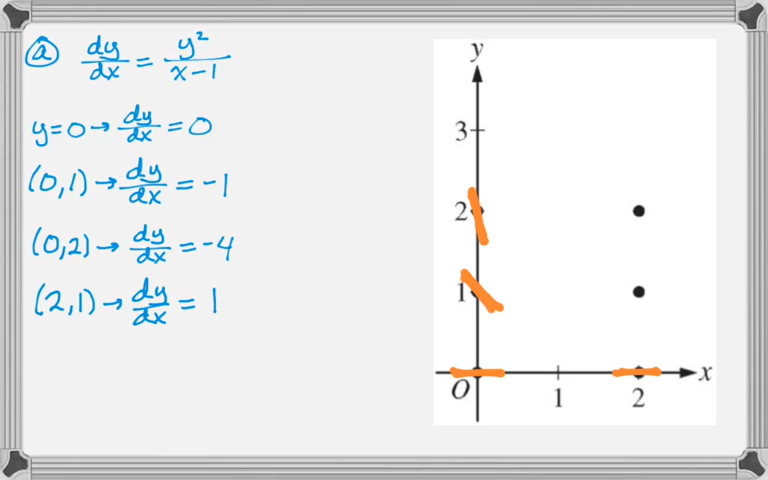 ⓐ dy/dx = y²/x-1
y=0→dy/dx=0
(0,1)→dy/dx=-1
(0,2)→dy/dx=-4
(2,1)→dy/dx=1
y
3
2
1
O
1
2
x